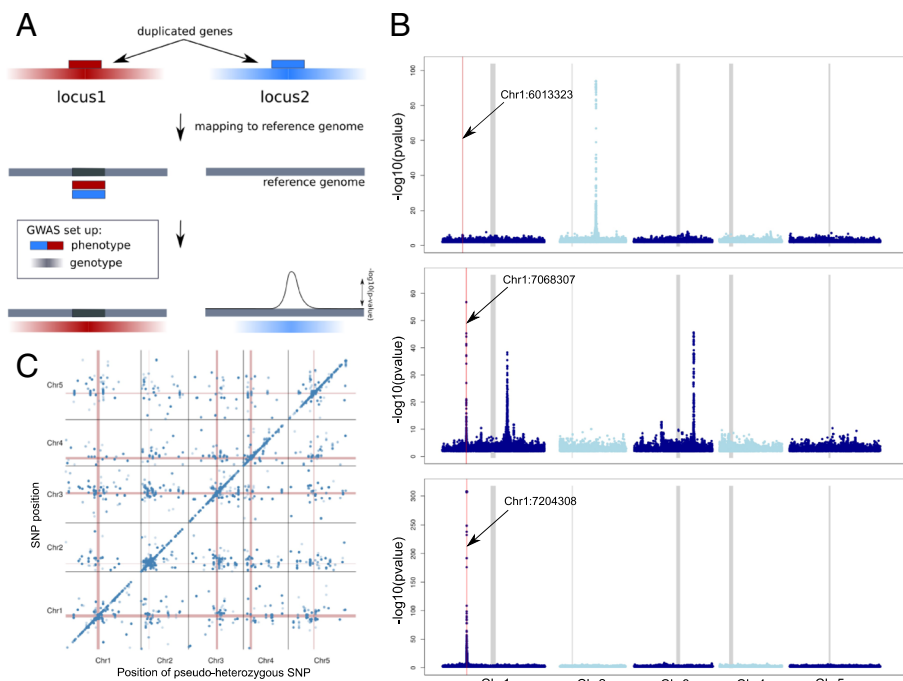 A
duplicated genes
locus1
locus2
mapping to reference genome
reference genome
GWAS set up:
phenotype
genotype
-log10(p-value)
B
-log10(pvalue)
100
80
60
40
20
0
Chr1:6013323
-log10(pvalue)
60
50
40
30
20
10
0
Chr1:7068307
-log10(pvalue)
300
250
200
150
100
50
0
Chr1:7204308
C
SNP position
Chr5
Chr4
Chr3
Chr2
Chr1
Chr1
Chr2
Chr3
Chr4
Chr5
Position of pseudo-heterozygous SNP